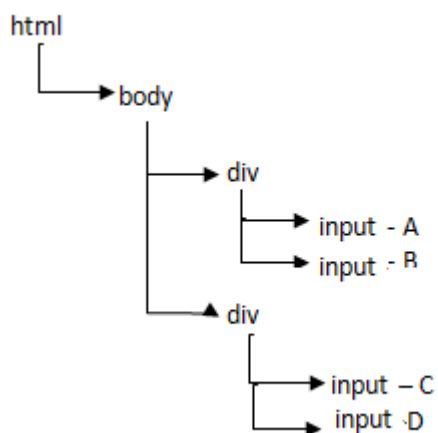 html
body
div
input - A
input - B
div
input – C
input -D